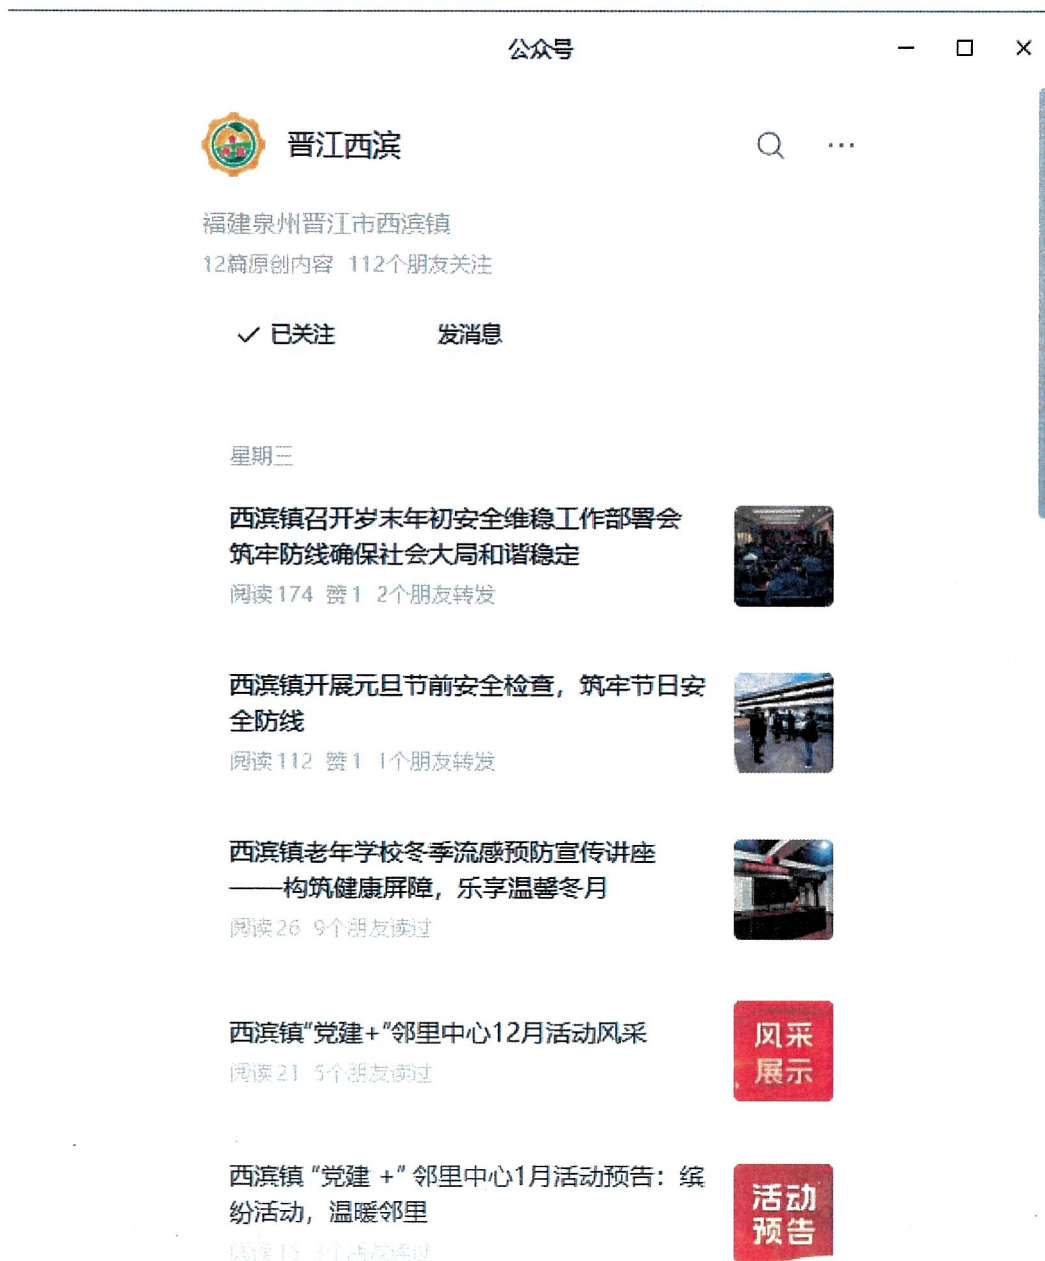 公众号
晋江西滨
福建泉州晋江市西滨镇
12篇原创内容 112个朋友关注
已关注 发消息
星期三
西滨镇召开岁末年初安全维稳工作部署会
筑牢防线确保社会大局和谐稳定
阅读174 赞1 2个朋友转发
西滨镇开展元旦节前安全检查，筑牢节日安
全防线
阅读112 赞1 1个朋友转发
西滨镇老年学校冬季流感预防宣传讲座
——构筑健康屏障，乐享温馨冬月
阅读26 9个朋友读过
西滨镇“党建+”邻里中心12月活动风采
阅读21 5个朋友读过
风采
展示
西滨镇 “党建 +” 邻里中心1月活动预告：缤
纷活动，温暖邻里
阅读15 3个朋友读过
活动
预告